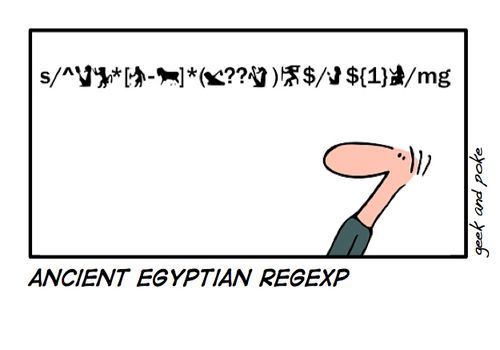 s/^*[-]*(??)$/ ${1}/mg
geek and poke
ANCIENT EGYPTIAN REGEXP